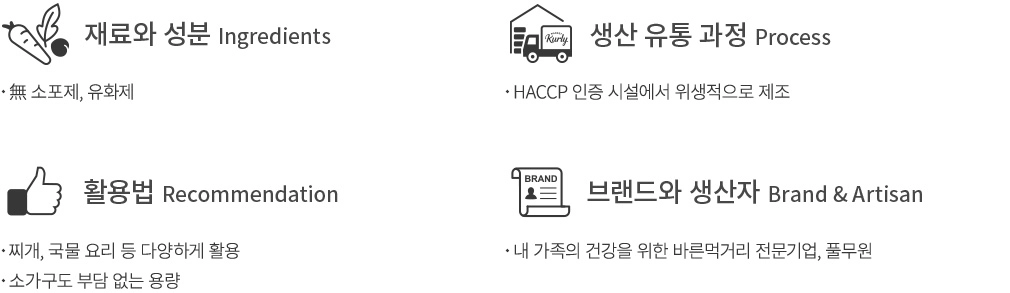 재료와 성분 Ingredients
· 無 소포제, 유화제
Kurly
생산 유통 과정 Process
· HACCP 인증 시설에서 위생적으로 제조
활용법 Recommendation
· 찌개, 국물 요리 등 다양하게 활용
· 소가구도 부담 없는 용량
BRAND
브랜드와 생산자 Brand & Artisan
· 내 가족의 건강을 위한 바른먹거리 전문기업, 풀무원